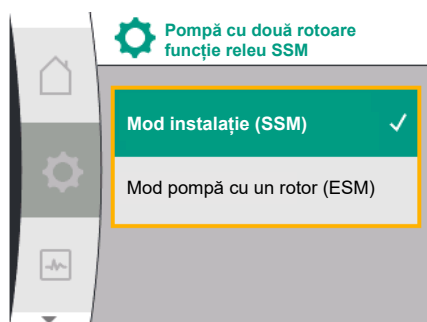 Pompă cu două rotoare
funcție releu SSM
Mod instalație (SSM)
Mod pompă cu un rotor (ESM)